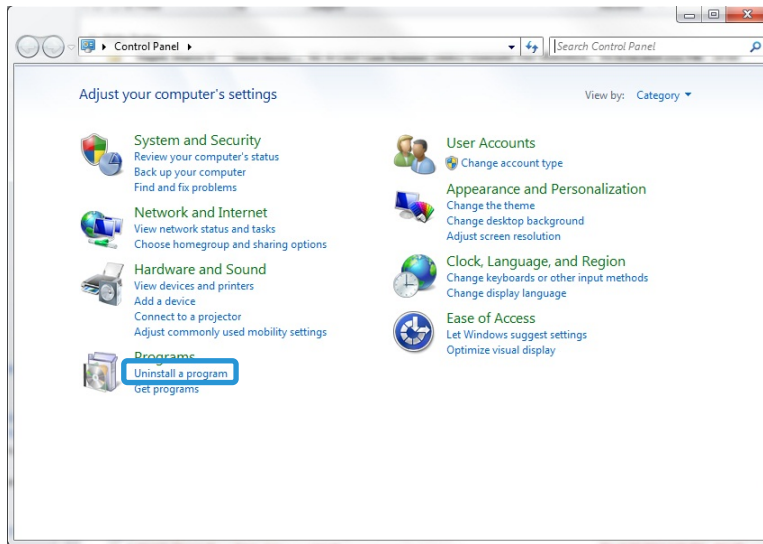 Control Panel
Search Control Panel
Adjust your computer's settings
View by: Category
System and Security
Review your computer's status
Back up your computer
Find and fix problems
Network and Internet
View network status and tasks
Choose homegroup and sharing options
Hardware and Sound
View devices and printers
Add a device
Connect to a projector
Adjust commonly used mobility settings
Programs
Uninstall a program
Get programs
User Accounts
Change account type
Appearance and Personalization
Change the theme
Change desktop background
Adjust screen resolution
Clock, Language, and Region
Change keyboards or other input methods
Change display language
Ease of Access
Let Windows suggest settings
Optimize visual display